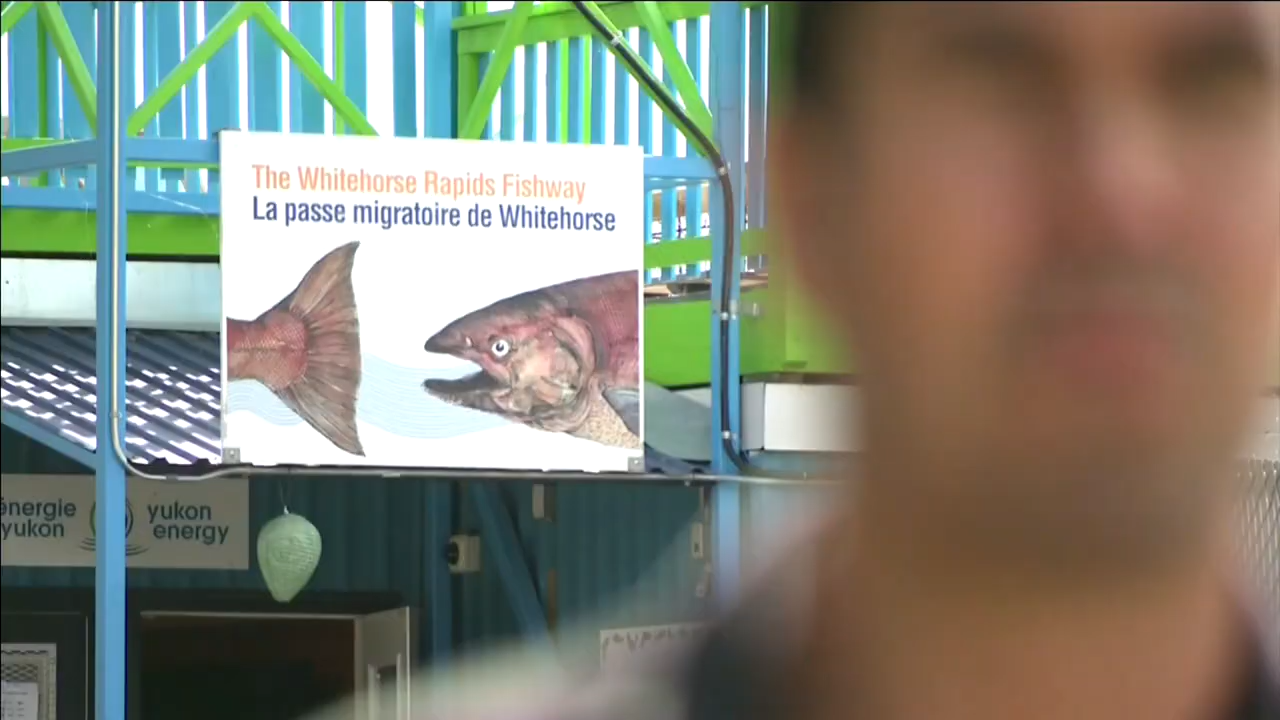 The Whitehorse Rapids Fishway
La passe migratoire de Whitehorse
énergie
yukon
yukon
energy